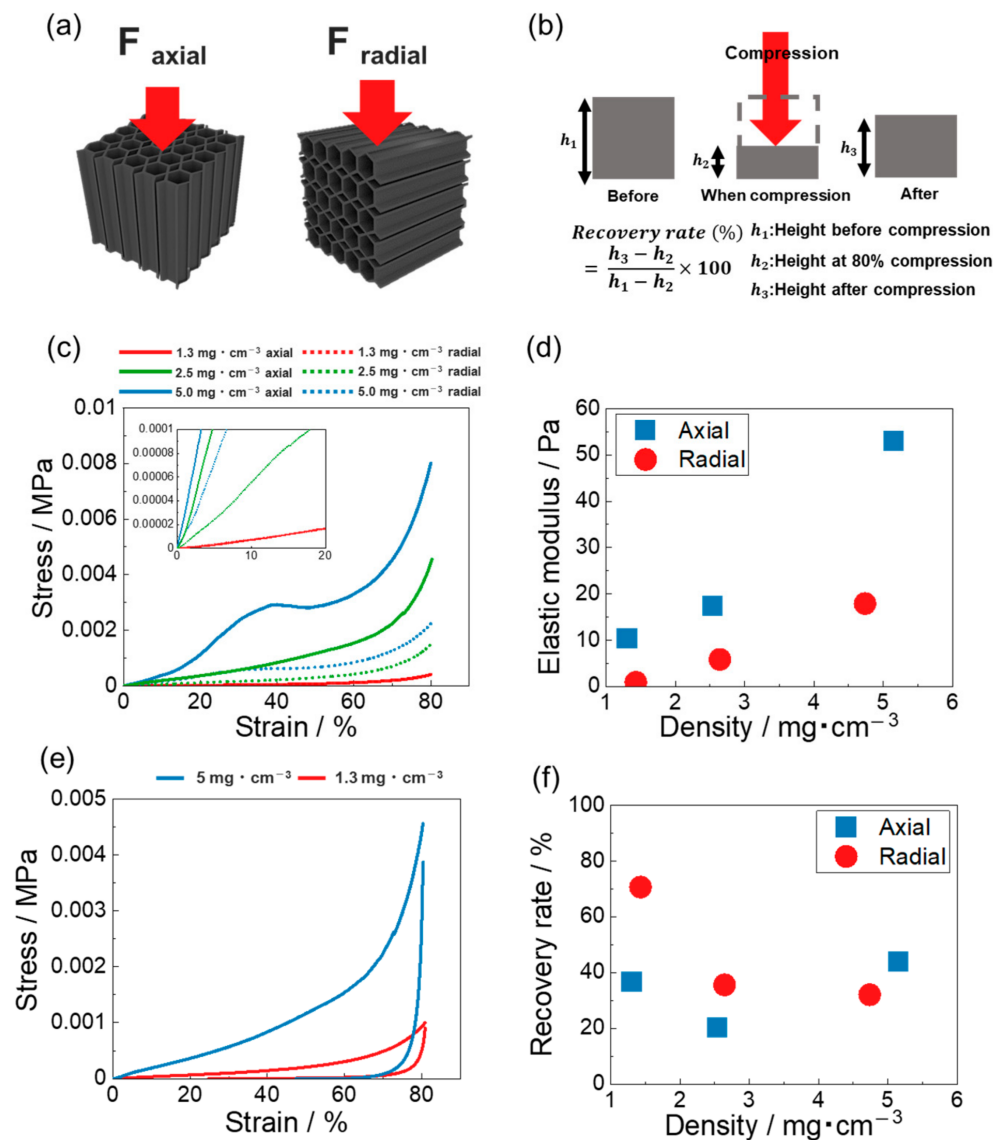 (a)
F axial
F radial
(b)
Compression
h₁
h₂
h₃
Before
When compression
After
Recovery rate (%)
= (h₃ − h₂)/(h₁ − h₂) × 100
h₁:Height before compression
h₂:Height at 80% compression
h₃:Height after compression
(c)
1.3 mg・cm⁻³ axial
1.3 mg・cm⁻³ radial
2.5 mg・cm⁻³ axial
2.5 mg・cm⁻³ radial
5.0 mg・cm⁻³ axial
5.0 mg・cm⁻³ radial
0.01
0.008
0.006
0.004
0.002
0
Stress / MPa
0.0001
0.00008
0.00006
0.00004
0.00002
0
0
10
20
0
20
40
60
80
Strain / %
(d)
Axial
Radial
60
50
40
30
20
10
0
Elastic modulus / Pa
1
2
3
4
5
6
Density / mg・cm⁻³
(e)
5 mg・cm⁻³
1.3 mg・cm⁻³
0.005
0.004
0.003
0.002
0.001
0
Stress / MPa
0
20
40
60
80
Strain / %
(f)
Axial
Radial
100
80
60
40
20
0
Recovery rate / %
1
2
3
4
5
6
Density / mg・cm⁻³